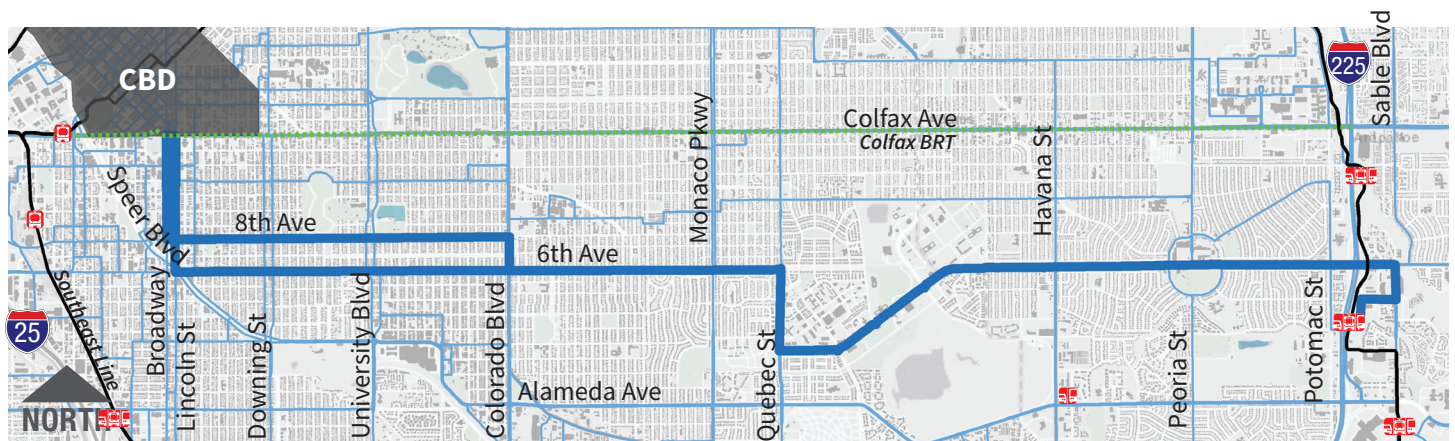 CBD
225
Sable Blvd
Colfax Ave
Colfax BRT
Monaco Pkwy
Havana St
Speer Blvd
8th Ave
6th Ave
25
Southeast Line
Broadway
Lincoln St
Downing St
University Blvd
Colorado Blvd
Alameda Ave
Quebec St
Peoria St
Potomac St
NORTH